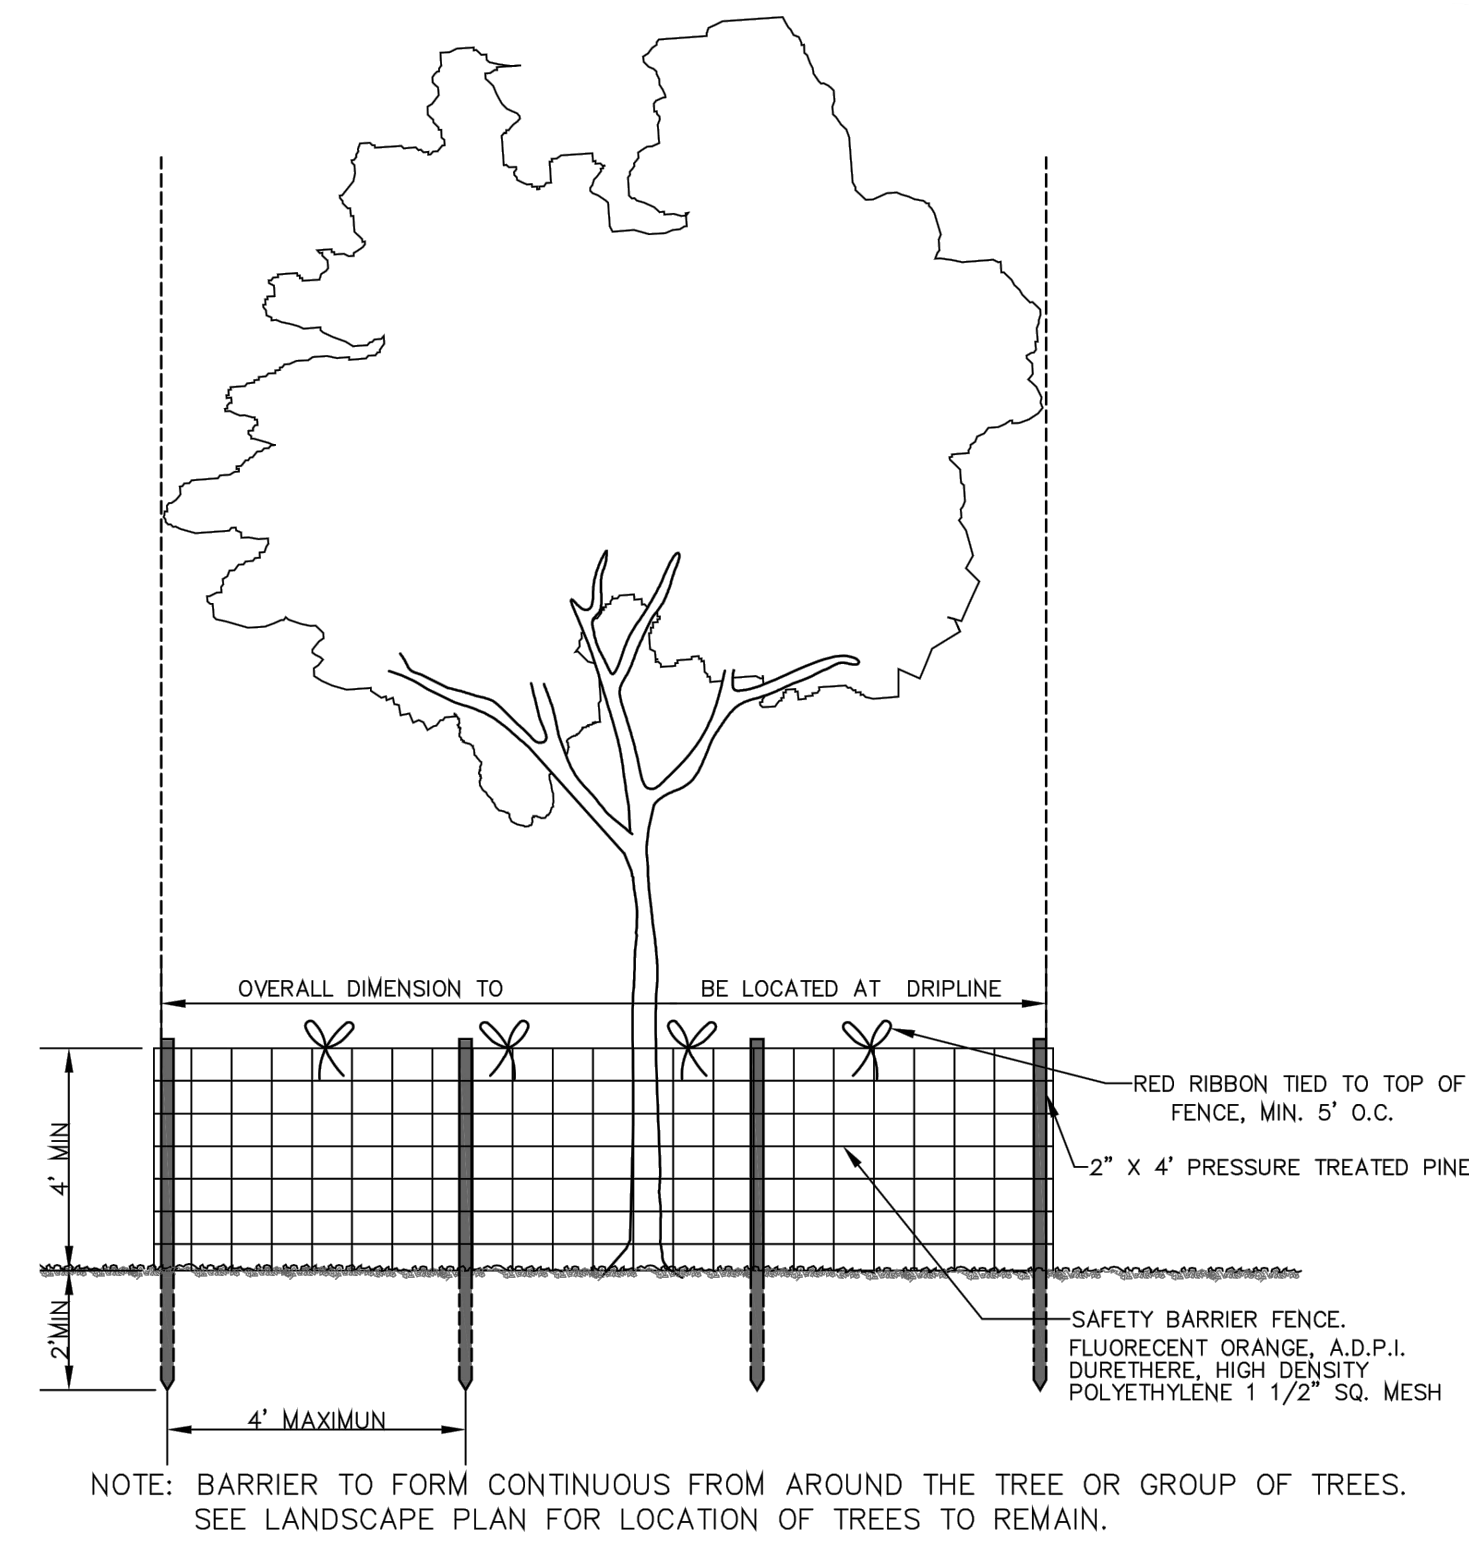 OVERALL DIMENSION TO BE LOCATED AT DRIPLINE
RED RIBBON TIED TO TOP OF
FENCE, MIN. 5' O.C.
2" X 4' PRESSURE TREATED PINE
4' MIN
2'MIN
SAFETY BARRIER FENCE.
FLUORECENT ORANGE, A.D.P.I.
DURETHERE, HIGH DENSITY
POLYETHYLENE 1 1/2" SQ. MESH
4' MAXIMUN
NOTE: BARRIER TO FORM CONTINUOUS FROM AROUND THE TREE OR GROUP OF TREES.
SEE LANDSCAPE PLAN FOR LOCATION OF TREES TO REMAIN.